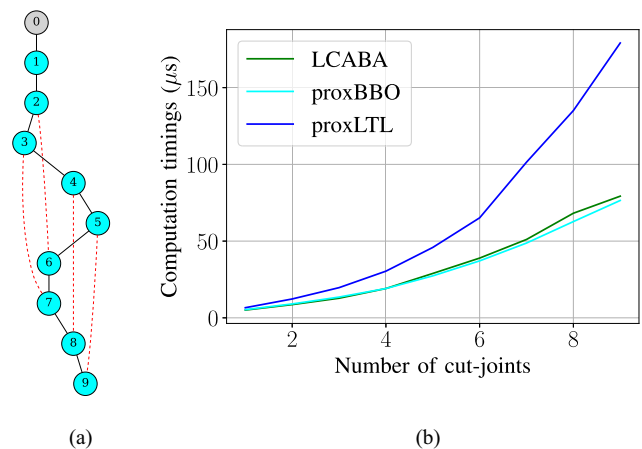 0
1
2
3
4
5
6
7
8
9
(a)
LCABA
proxBBO
proxLTL
Computation timings (μs)
150
100
50
0
2 4 6 8
Number of cut-joints
(b)